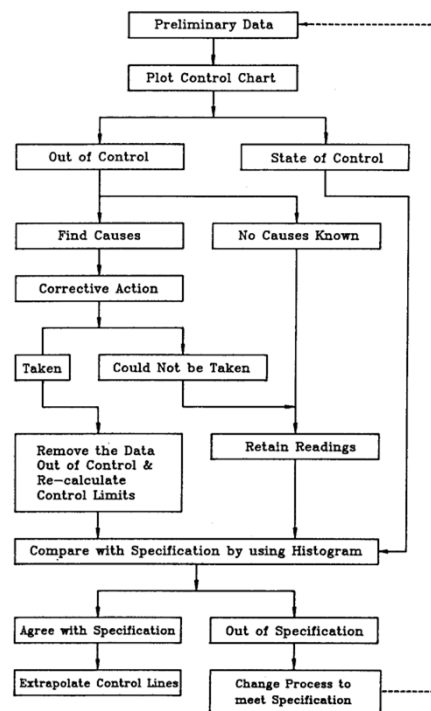 Preliminary Data
Plot Control Chart
Out of Control
State of Control
Find Causes
No Causes Known
Corrective Action
Taken
Could Not be Taken
Remove the Data
Out of Control &
Re-calculate
Control Limits
Retain Readings
Compare with Specification by using Histogram
Agree with Specification
Out of Specification
Extrapolate Control Lines
Change Process to
meet Specification